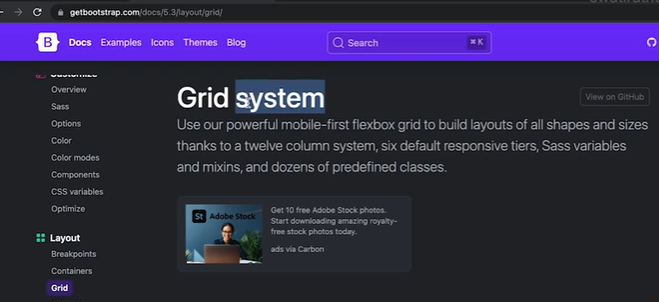 getbootstrap.com/docs/5.3/layout/grid/
B Docs Examples Icons Themes Blog Search ⌘ K
Customize
Overview
Sass
Options
Color
Color modes
Components
CSS variables
Optimize
Layout
Breakpoints
Containers
Grid
Grid system
View on GitHub
Use our powerful mobile-first flexbox grid to build layouts of all shapes and sizes
thanks to a twelve column system, six default responsive tiers, Sass variables
and mixins, and dozens of predefined classes.
St Adobe Stock
Get 10 free Adobe Stock photos.
Start downloading amazing royalty-
free stock photos today.
ads via Carbon